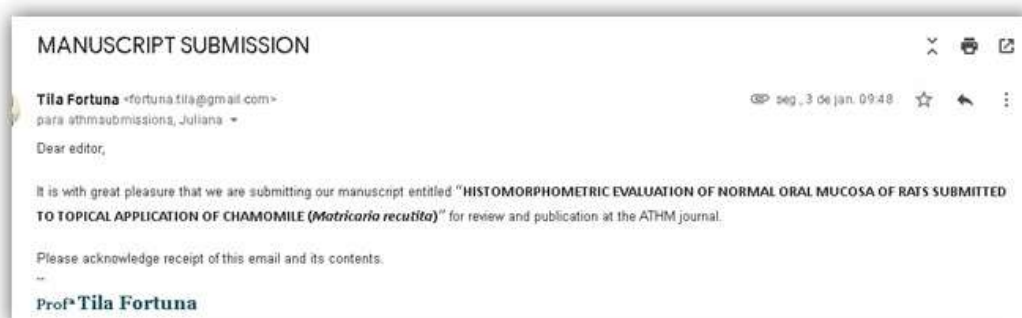 MANUSCRIPT SUBMISSION
Tila Fortuna <fortuna.tila@gmail.com>
seg., 3 de jan. 09:48
para athmsubmissions, Juliana
Dear editor,
It is with great pleasure that we are submitting our manuscript entitled "HISTOMORPHOMETRIC EVALUATION OF NORMAL ORAL MUCOSA OF RATS SUBMITTED
TO TOPICAL APPLICATION OF CHAMOMILE (Matricaria recutita)" for review and publication at the ATHM journal.
Please acknowledge receipt of this email and its contents.
--
Profª Tila Fortuna